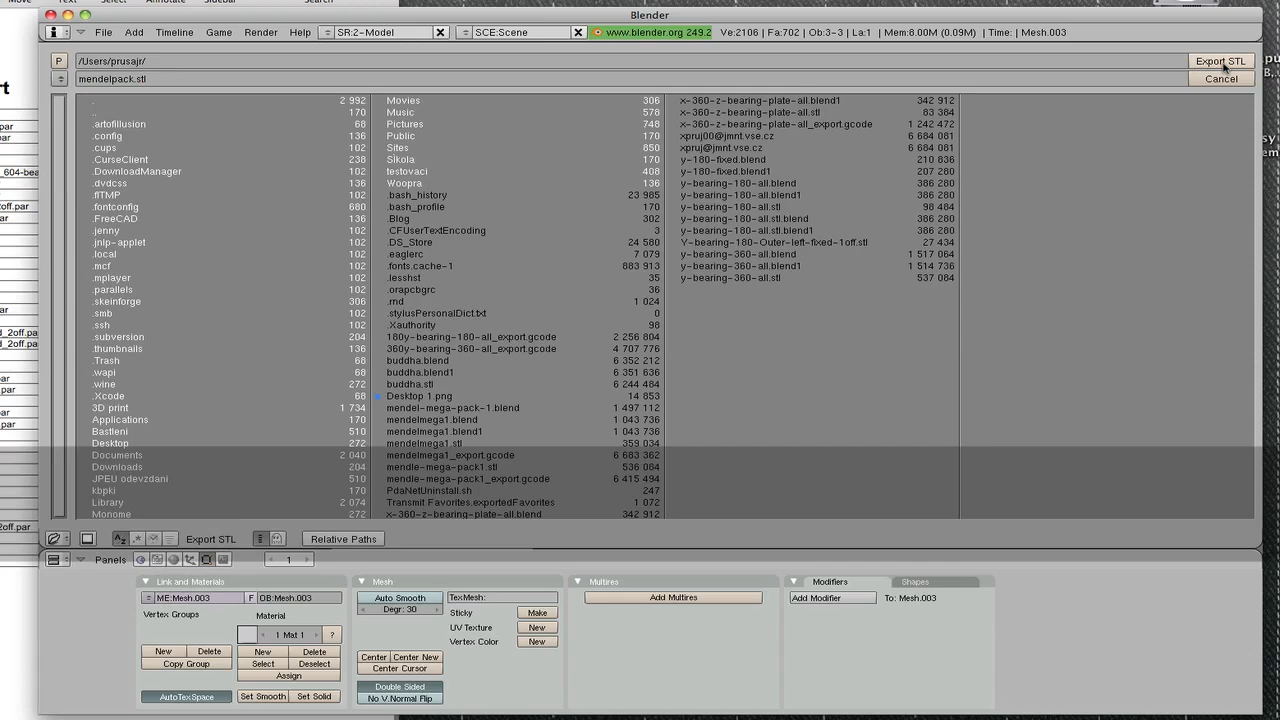 Blender
File Add Timeline Game Render Help SR:2-Model SCE:Scene www.blender.org 249.2 Ve:2106 | Fa:702 | Ob:3-3 | La:1 | Mem:8.00M (0.09M) | Time: | Mesh.003
P /Users/prusajr/ Export STL
mendelpack.stl Cancel
. 2 992
.. 170
.artofillusion 68
.config 136
.cups 102
.CurseClient 238
.DownloadManager 102
.dvdcss 136
.flTMP 102
.fontconfig 680
.FreeCAD 136
.jenny 102
.jnlp-applet 102
.local 102
.mcf 102
.mplayer 102
.parallels 102
.skeinforge 306
.smb 102
.ssh 102
.subversion 204
.thumbnails 136
.Trash 68
.wapi 68
.wine 272
.Xcode 68
3D print 1 734
Applications 170
Bastleni 510
Desktop 272
Documents 2 040
Downloads 204
JPEU odevzdani 510
kbpki 170
Library 2 074
Monome 272
Movies 306
Music 578
Pictures 748
Public 170
Sites 850
Sikola 170
testovaci 408
Woopra 136
.bash_history 23 985
.bash_profile 170
.Blog 302
.CFUserTextEncoding 3
.DS_Store 24 580
.eaglerc 7 079
.fonts.cache-1 883 913
.lesshst 35
.orapcbgrc 36
.rnd 1 024
.stylusPersonalDict.txt 0
.Xauthority 98
180y-bearing-180-all_export.gcode 2 256 804
360y-bearing-360-all_export.gcode 4 707 776
buddha.blend 6 352 212
buddha.blend1 6 351 636
buddha.stl 6 244 484
Desktop 1.png 14 853
mendel-mega-pack-1.blend 1 497 112
mendelmega1.blend 1 043 736
mendelmega1.blend1 1 043 736
mendelmega1.stl 359 034
mendelmega1_export.gcode 6 683 362
mendle-mega-pack1.stl 536 084
mendle-mega-pack1_export.gcode 6 415 494
PdaNetUninstall.sh 247
Transmit Favorites.exportedFavorites 1 072
x-360-z-bearing-plate-all.blend 342 912
x-360-z-bearing-plate-all.blend1 342 912
x-360-z-bearing-plate-all.stl 83 384
x-360-z-bearing-plate-all_export.gcode 1 242 472
xpruj00@jmnt.vse.cz 6 684 081
xpruj@jmnt.vse.cz 6 684 081
y-180-fixed.blend 210 836
y-180-fixed.blend1 207 280
y-bearing-180-all.blend 386 280
y-bearing-180-all.blend1 386 280
y-bearing-180-all.stl 98 484
y-bearing-180-all.stl.blend 386 280
y-bearing-180-all.stl.blend1 386 280
Y-bearing-180-Outer-left-fixed-1off.stl 27 434
y-bearing-360-all.blend 1 517 064
y-bearing-360-all.blend1 1 514 736
y-bearing-360-all.stl 537 084
Export STL Relative Paths
Panels 1
Link and Materials
ME:Mesh.003 F OB:Mesh.003
Vertex Groups Material
1 Mat 1 ?
New Delete New Delete
Copy Group Select Deselect
Assign
AutoTexSpace Set Smooth Set Solid
Mesh
Auto Smooth TexMesh:
Degr: 30 Sticky Make
UV Texture New
Vertex Color New
Center Center New
Center Cursor
Double Sided
No V.Normal Flip
Multires
Add Multires
Modifiers Shapes
Add Modifier To: Mesh.003